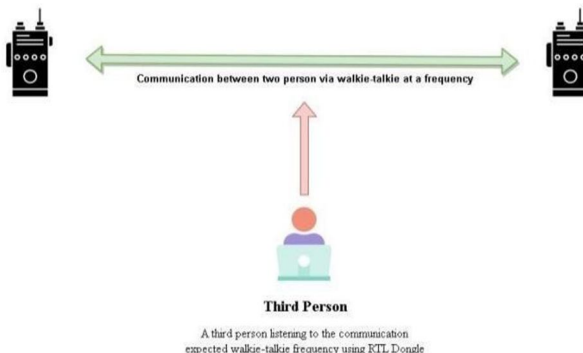 Communication between two person via walkie-talkie at a frequency
Third Person
A third person listening to the communication
expected walkie-talkie frequency using RTL Dongle